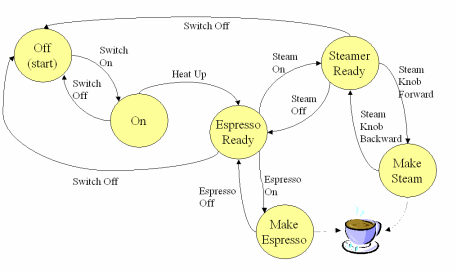 Switch Off
Off
(start)
Switch
On
Switch
Off
On
Heat Up
Espresso
Ready
Steam
On
Steam
Off
Steamer
Ready
Steam
Knob
Forward
Steam
Knob
Backward
Make
Steam
Switch Off
Espresso
Off
Espresso
On
Make
Espresso